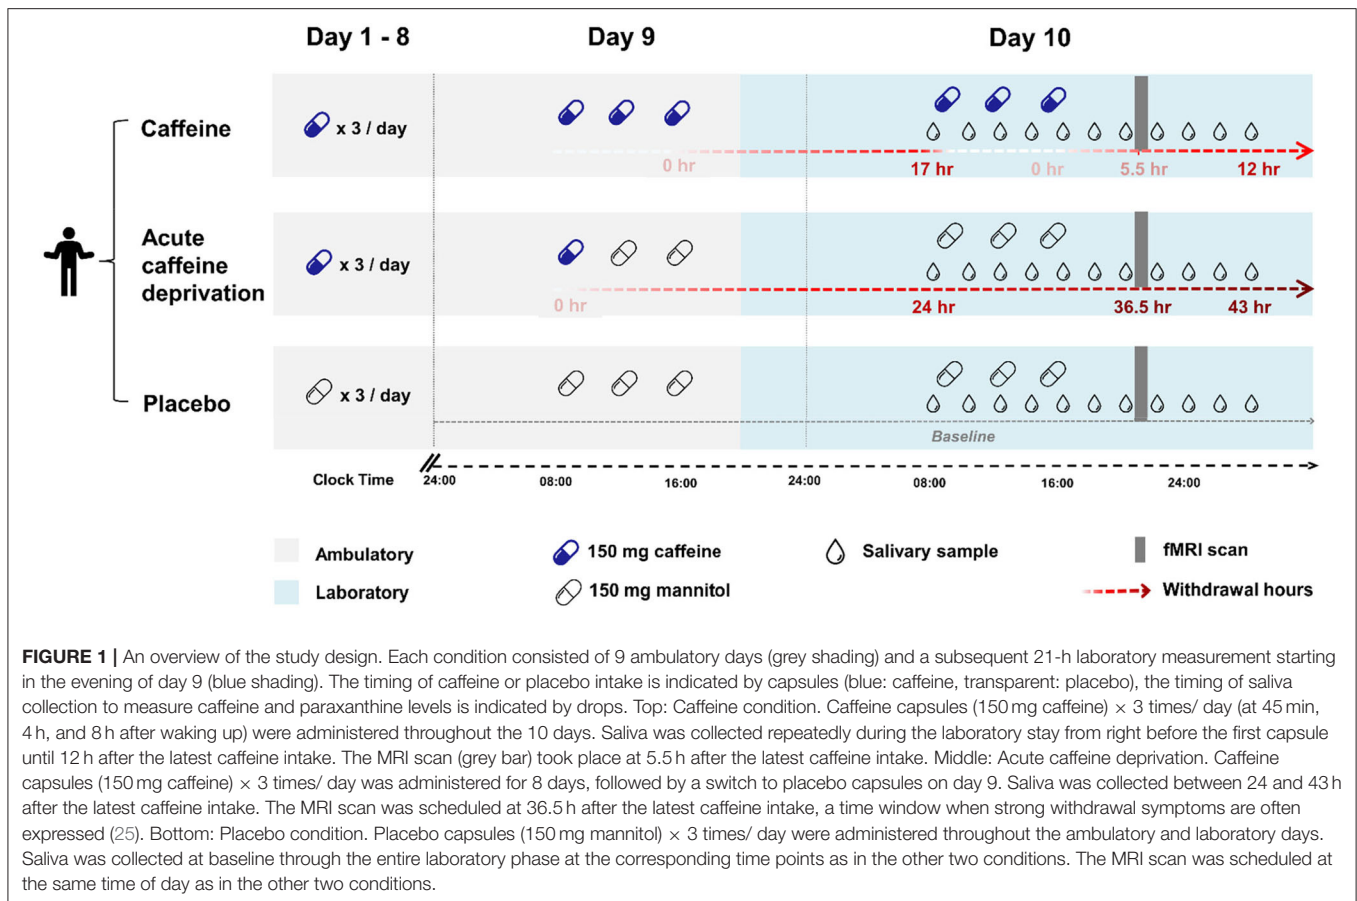 Day 1 - 8
Day 9
Day 10
Caffeine
x 3 / day
0 hr
17 hr
0 hr
5.5 hr
12 hr
Acute
caffeine
deprivation
x 3 / day
0 hr
24 hr
36.5 hr
43 hr
Placebo
x 3 / day
Baseline
Clock Time
24:00
08:00
16:00
24:00
08:00
16:00
24:00
Ambulatory
150 mg caffeine
Salivary sample
fMRI scan
Laboratory
150 mg mannitol
Withdrawal hours
FIGURE 1 | An overview of the study design. Each condition consisted of 9 ambulatory days (grey shading) and a subsequent 21-h laboratory measurement starting
in the evening of day 9 (blue shading). The timing of caffeine or placebo intake is indicated by capsules (blue: caffeine, transparent: placebo), the timing of saliva
collection to measure caffeine and paraxanthine levels is indicated by drops. Top: Caffeine condition. Caffeine capsules (150 mg caffeine) × 3 times/ day (at 45 min,
4 h, and 8 h after waking up) were administered throughout the 10 days. Saliva was collected repeatedly during the laboratory stay from right before the first capsule
until 12 h after the latest caffeine intake. The MRI scan (grey bar) took place at 5.5 h after the latest caffeine intake. Middle: Acute caffeine deprivation. Caffeine
capsules (150 mg caffeine) × 3 times/ day was administered for 8 days, followed by a switch to placebo capsules on day 9. Saliva was collected between 24 and 43 h
after the latest caffeine intake. The MRI scan was scheduled at 36.5 h after the latest caffeine intake, a time window when strong withdrawal symptoms are often
expressed (25). Bottom: Placebo condition. Placebo capsules (150 mg mannitol) × 3 times/ day were administered throughout the ambulatory and laboratory days.
Saliva was collected at baseline through the entire laboratory phase at the corresponding time points as in the other two conditions. The MRI scan was scheduled at
the same time of day as in the other two conditions.